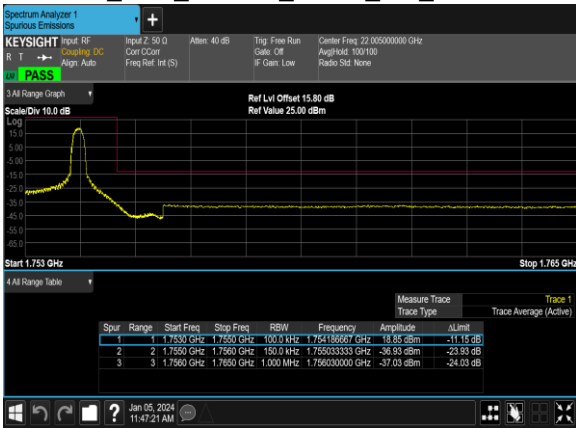 Spectrum Analyzer 1
Spurious Emissions
KEYSIGHT Input: RF Input Z: 50 Ω Atten: 40 dB Trig: Free Run Center Freq: 22.005000000 GHz
R T Coupling: DC Corr CCorr Gate: Off Avg|Hold: 100/100
Align: Auto Freq Ref: Int (S) IF Gain: Low Radio Std: None
PASS
3 All Range Graph
Ref Lvl Offset 15.80 dB
Scale/Div 10.0 dB Ref Value 25.00 dBm
Log
15.0
5.00
-5.00
-15.0
-25.0
-35.0
-45.0
-55.0
-65.0
Start 1.753 GHz Stop 1.765 GHz
4 All Range Table
Measure Trace Trace 1
Trace Type Trace Average (Active)
Spur Range Start Freq Stop Freq RBW Frequency Amplitude ΔLimit
1 1 1.7530 GHz 1.7550 GHz 100.0 kHz 1.754186667 GHz 18.85 dBm -11.15 dB
2 2 1.7550 GHz 1.7560 GHz 150.0 kHz 1.755033333 GHz -36.93 dBm -23.93 dB
3 3 1.7560 GHz 1.7650 GHz 1.000 MHz 1.756030000 GHz -37.03 dBm -24.03 dB
? Jan 05, 2024
11:47:21 AM